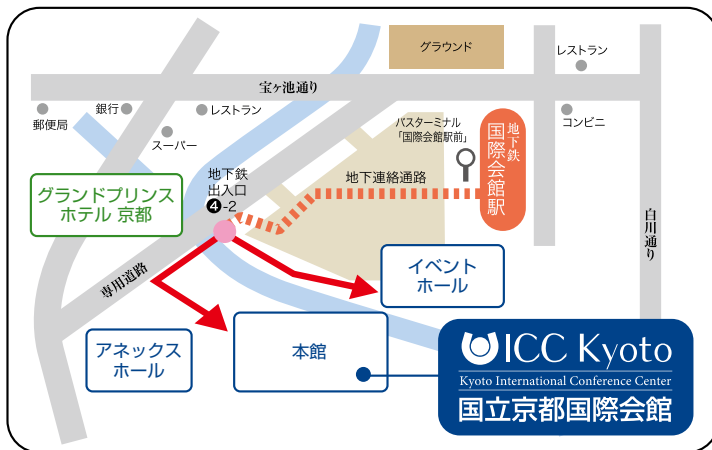 グラウンド
レストラン
宝ヶ池通り
郵便局
銀行
レストラン
スーパー
コンビニ
バスターミナル
「国際会館駅前」
地下鉄
国際会館駅
地下鉄
出入口
4-2
地下連絡通路
グランドプリンス
ホテル 京都
白川通り
専用道路
イベント
ホール
アネックス
ホール
本館
ICC Kyoto
Kyoto International Conference Center
国立京都国際会館